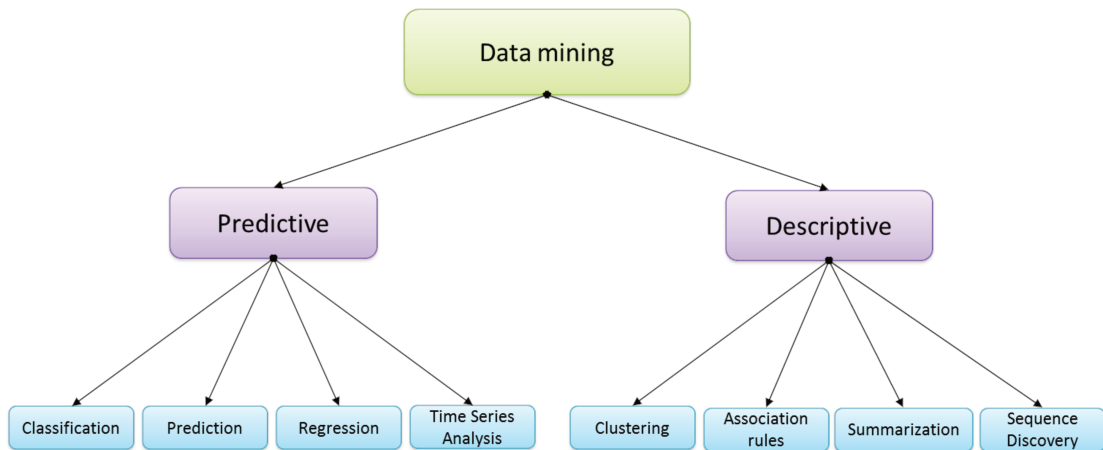 Data mining
Predictive
Descriptive
Classification
Prediction
Regression
Time Series
Analysis
Clustering
Association
rules
Summarization
Sequence
Discovery